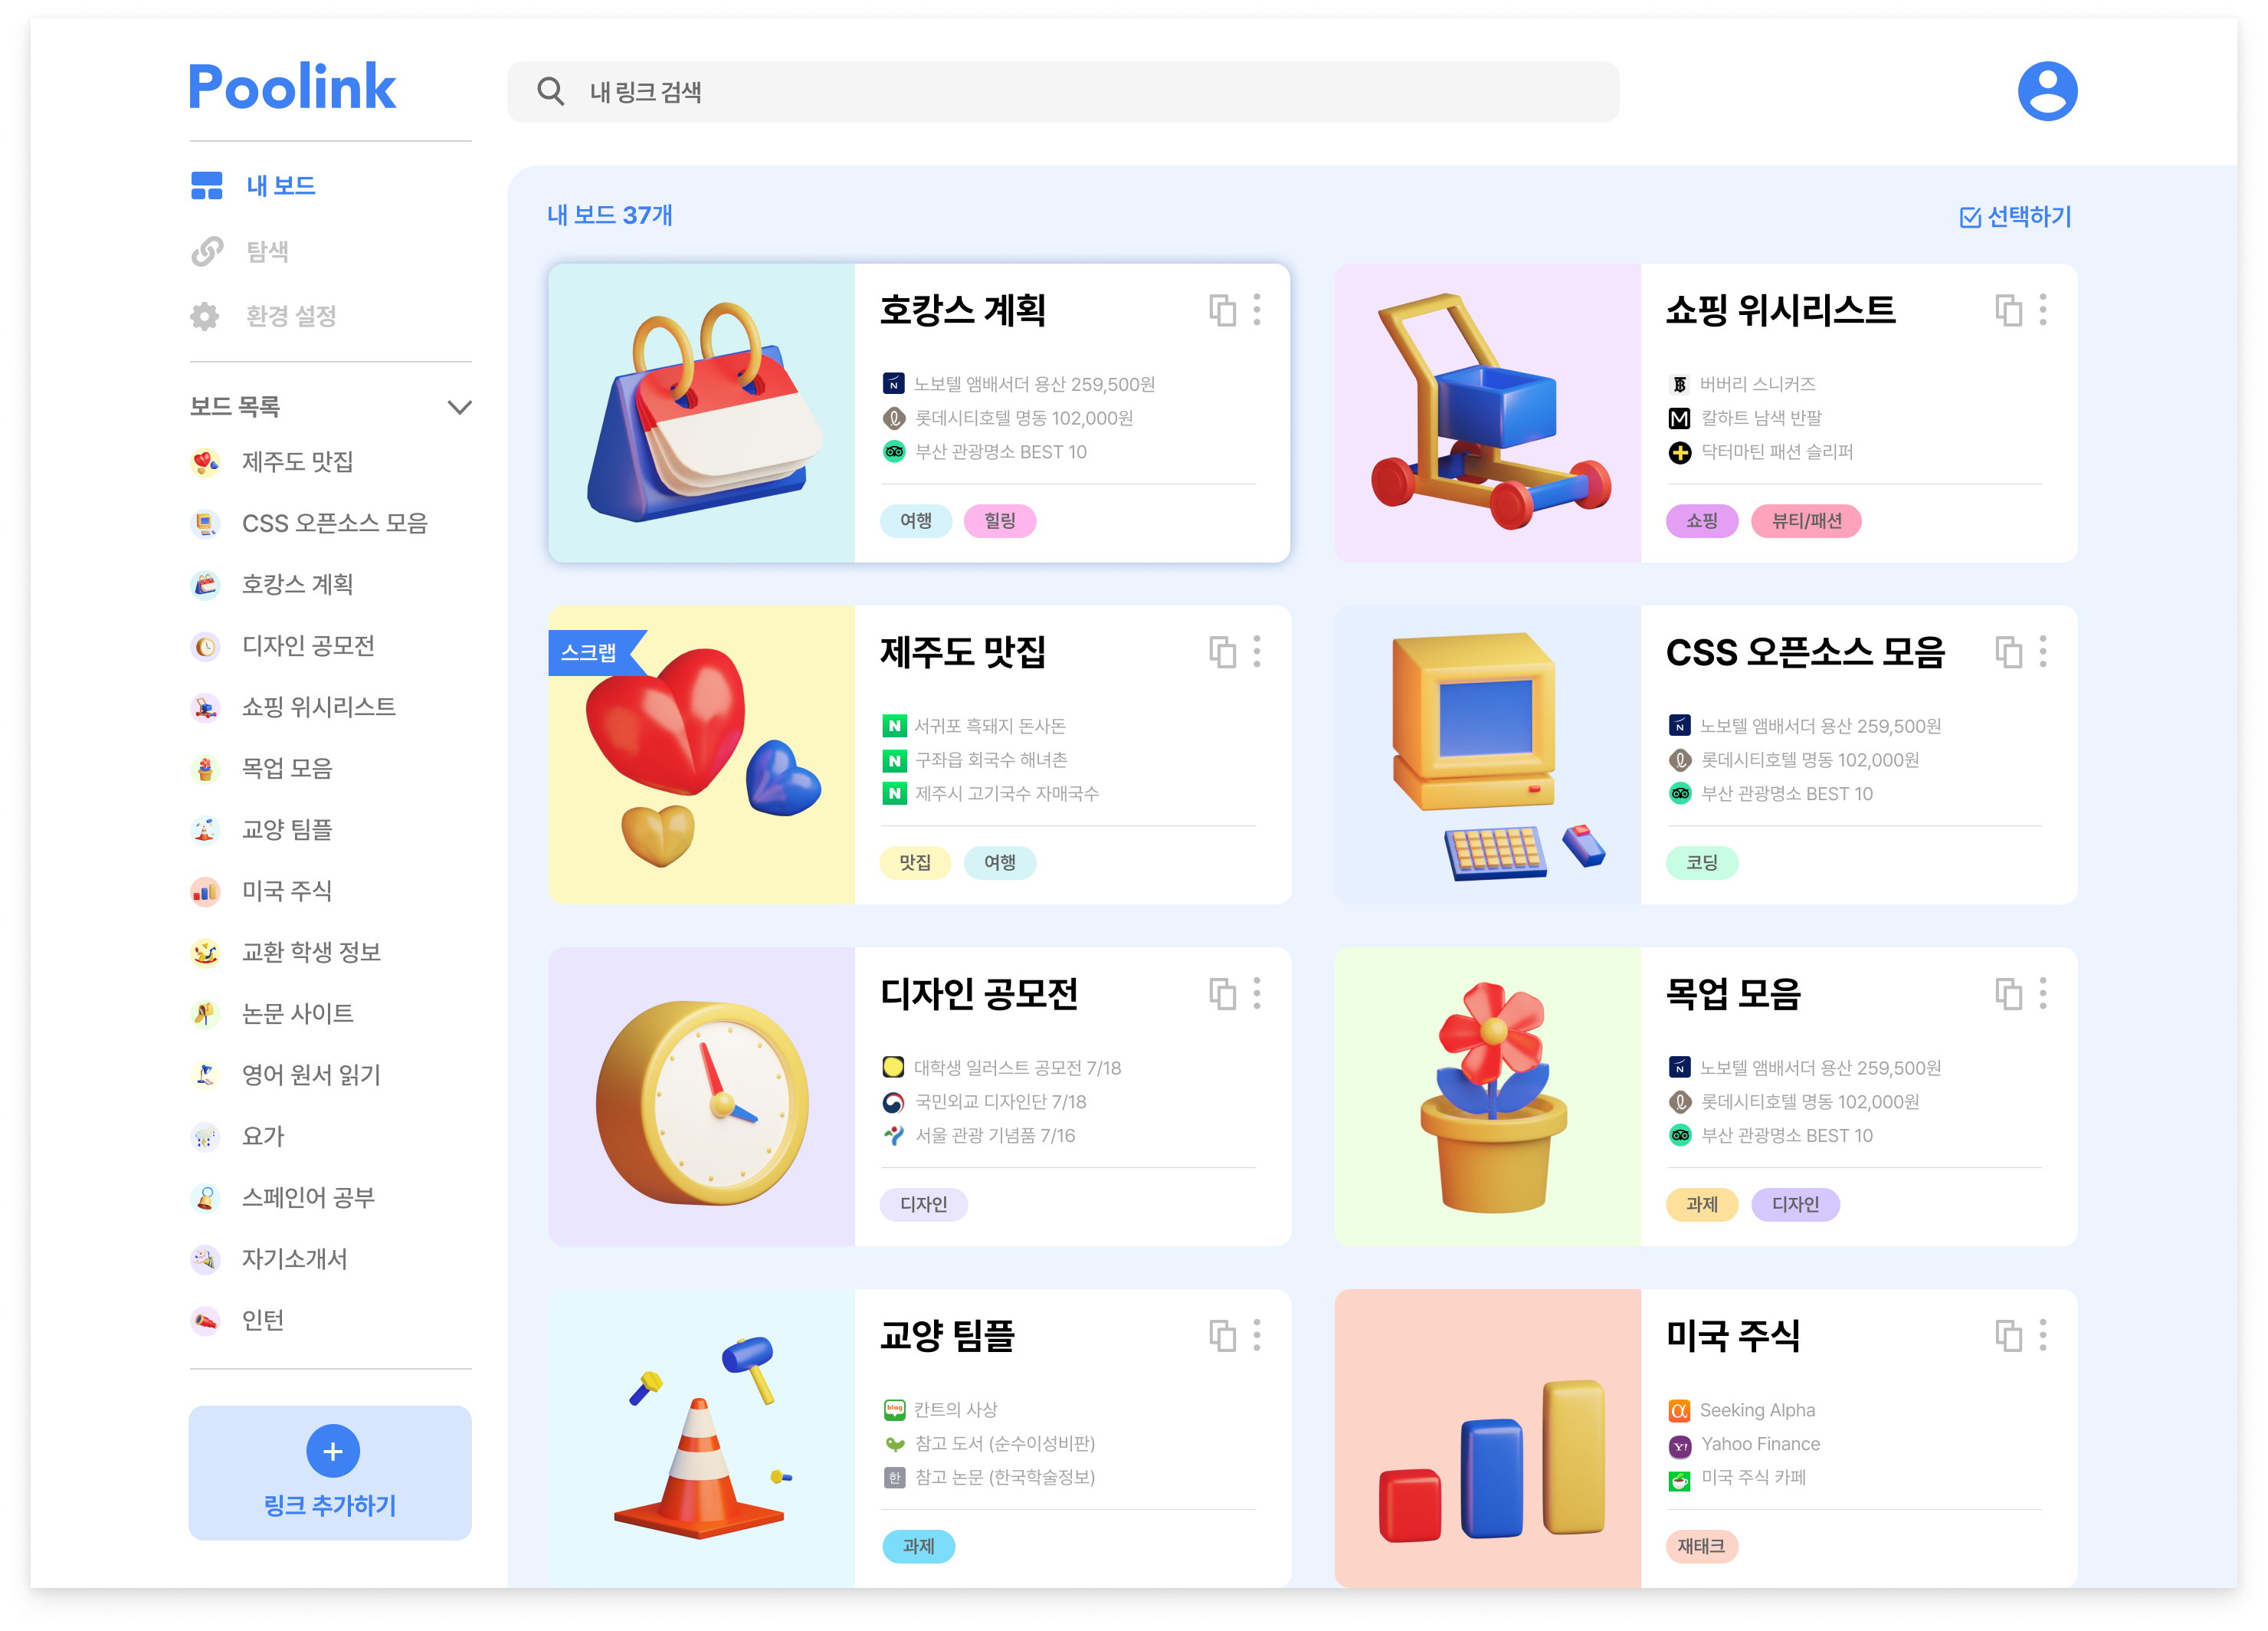 Poolink
내 링크 검색
내 보드
탐색
환경 설정
보드 목록
제주도 맛집
CSS 오픈소스 모음
호캉스 계획
디자인 공모전
쇼핑 위시리스트
목업 모음
교양 팀플
미국 주식
교환 학생 정보
논문 사이트
영어 원서 읽기
요가
스페인어 공부
자기소개서
인턴
링크 추가하기
내 보드 37개
선택하기
호캉스 계획
노보텔 앰배서더 용산 259,500원
롯데시티호텔 명동 102,000원
부산 관광명소 BEST 10
여행 힐링
쇼핑 위시리스트
버버리 스니커즈
칼하트 남색 반팔
닥터마틴 패션 슬리퍼
쇼핑 뷰티/패션
스크랩
제주도 맛집
서귀포 흑돼지 돈사돈
구좌읍 회국수 해녀촌
제주시 고기국수 자매국수
맛집 여행
CSS 오픈소스 모음
노보텔 앰배서더 용산 259,500원
롯데시티호텔 명동 102,000원
부산 관광명소 BEST 10
코딩
디자인 공모전
대학생 일러스트 공모전 7/18
국민외교 디자인단 7/18
서울 관광 기념품 7/16
디자인
목업 모음
노보텔 앰배서더 용산 259,500원
롯데시티호텔 명동 102,000원
부산 관광명소 BEST 10
과제 디자인
교양 팀플
칸트의 사상
참고 도서 (순수이성비판)
참고 논문 (한국학술정보)
과제
미국 주식
Seeking Alpha
Yahoo Finance
미국 주식 카페
재태크